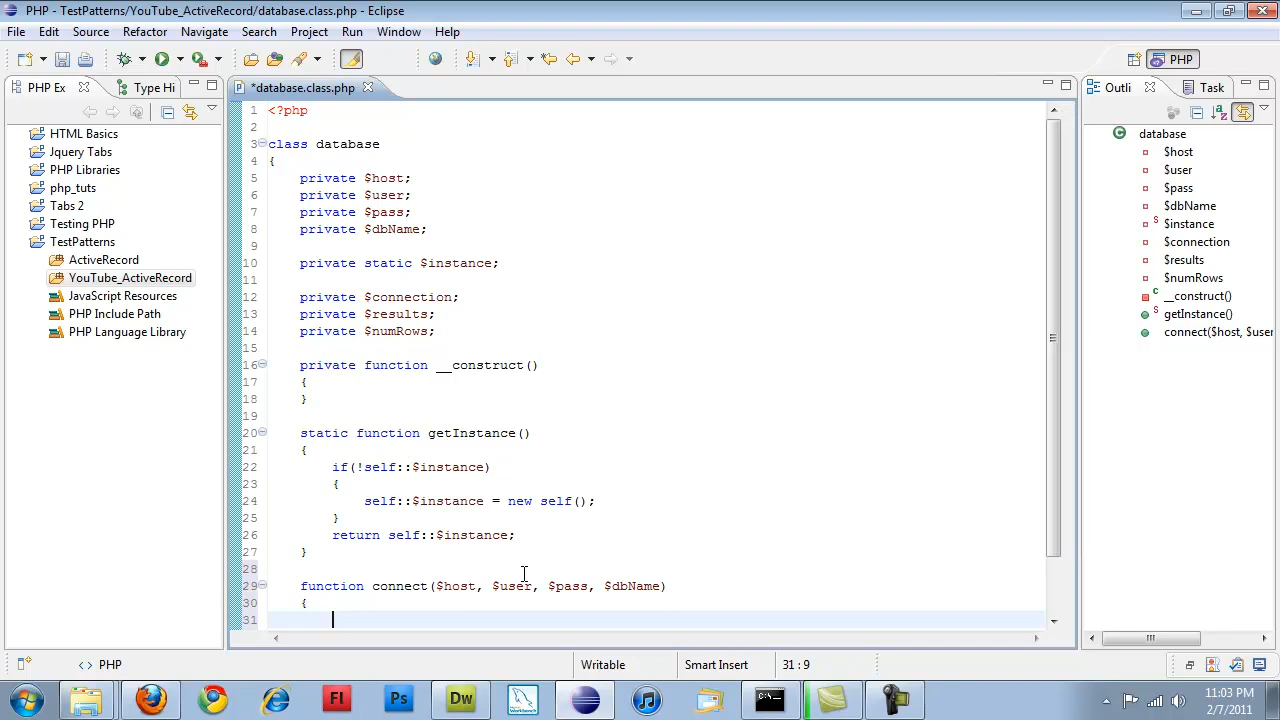 PHP - TestPatterns/YouTube_ActiveRecord/database.class.php - Eclipse
File Edit Source Refactor Navigate Search Project Run Window Help
PHP
PHP Ex Type Hi
*database.class.php
Outli Task
HTML Basics
Jquery Tabs
PHP Libraries
php_tuts
Tabs 2
Testing PHP
TestPatterns
ActiveRecord
YouTube_ActiveRecord
JavaScript Resources
PHP Include Path
PHP Language Library
1 <?php
2
3 class database
4 {
5 private $host;
6 private $user;
7 private $pass;
8 private $dbName;
9
10 private static $instance;
11
12 private $connection;
13 private $results;
14 private $numRows;
15
16 private function __construct()
17 {
18 }
19
20 static function getInstance()
21 {
22 if(!self::$instance)
23 {
24 self::$instance = new self();
25 }
26 return self::$instance;
27 }
28
29 function connect($host, $user, $pass, $dbName)
30 {
31
database
$host
$user
$pass
$dbName
S $instance
$connection
$results
$numRows
C __construct()
S getInstance()
connect($host, $user
<> PHP
Writable
Smart Insert
31 : 9
Fl Ps Dw Workbench
11:03 PM
2/7/2011